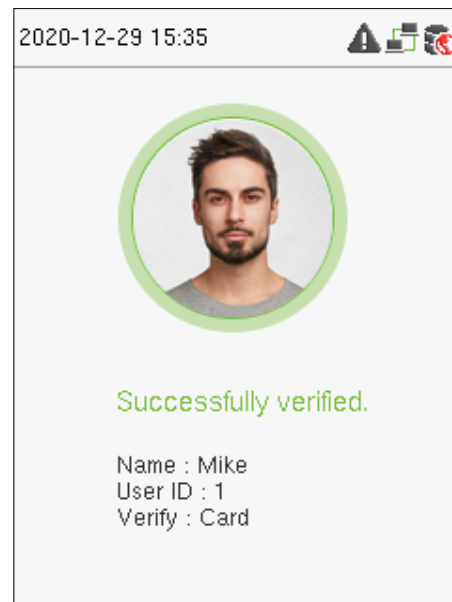 2020-12-29 15:35
Successfully verified.
Name : Mike
User ID : 1
Verify : Card